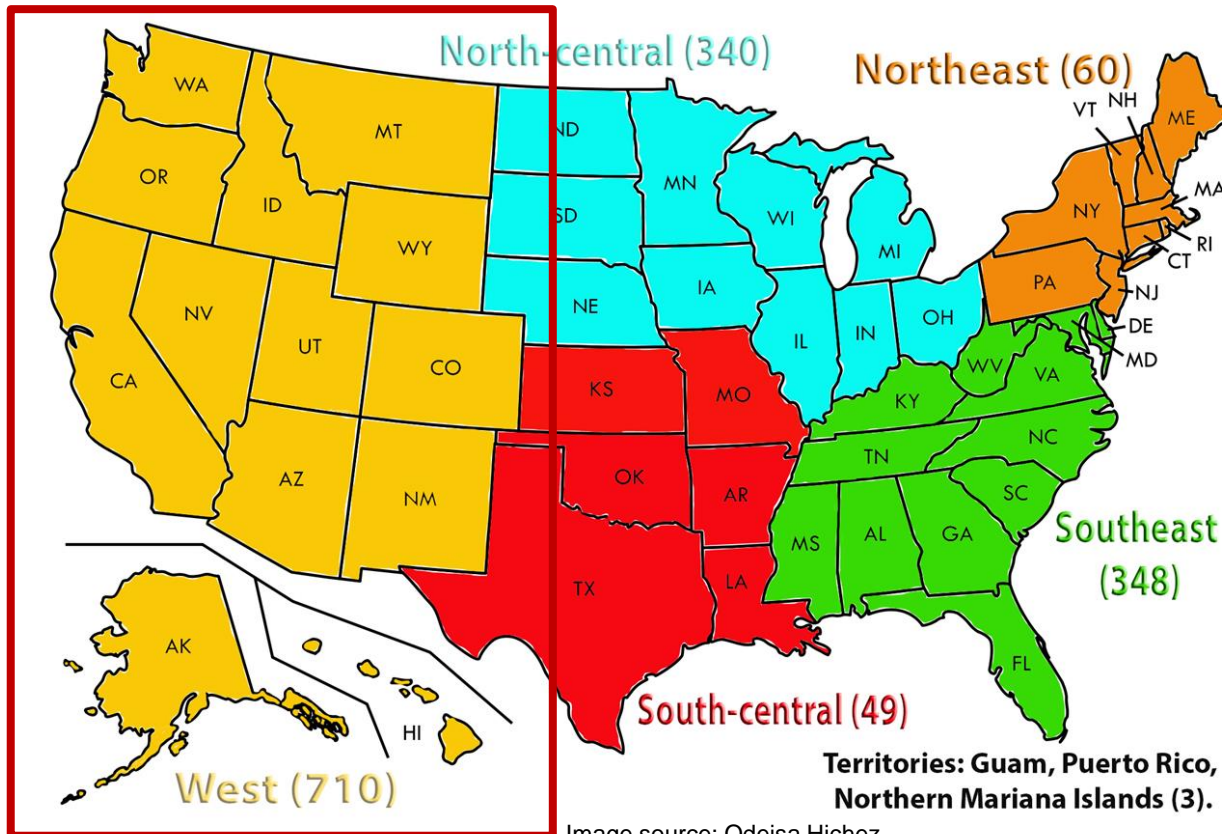 North-central (340)
Northeast (60)
WA
MT
ND
MN
VT
NH
ME
OR
ID
SD
WI
MI
NY
MA
RI
CT
WY
IA
PA
NJ
NV
NE
IL
IN
OH
DE
MD
UT
CO
WV
VA
CA
KS
MO
KY
NC
TN
AZ
NM
OK
AR
SC
MS
AL
GA
Southeast
(348)
TX
LA
AK
FL
HI
South-central (49)
West (710)
Territories: Guam, Puerto Rico,
Northern Mariana Islands (3).